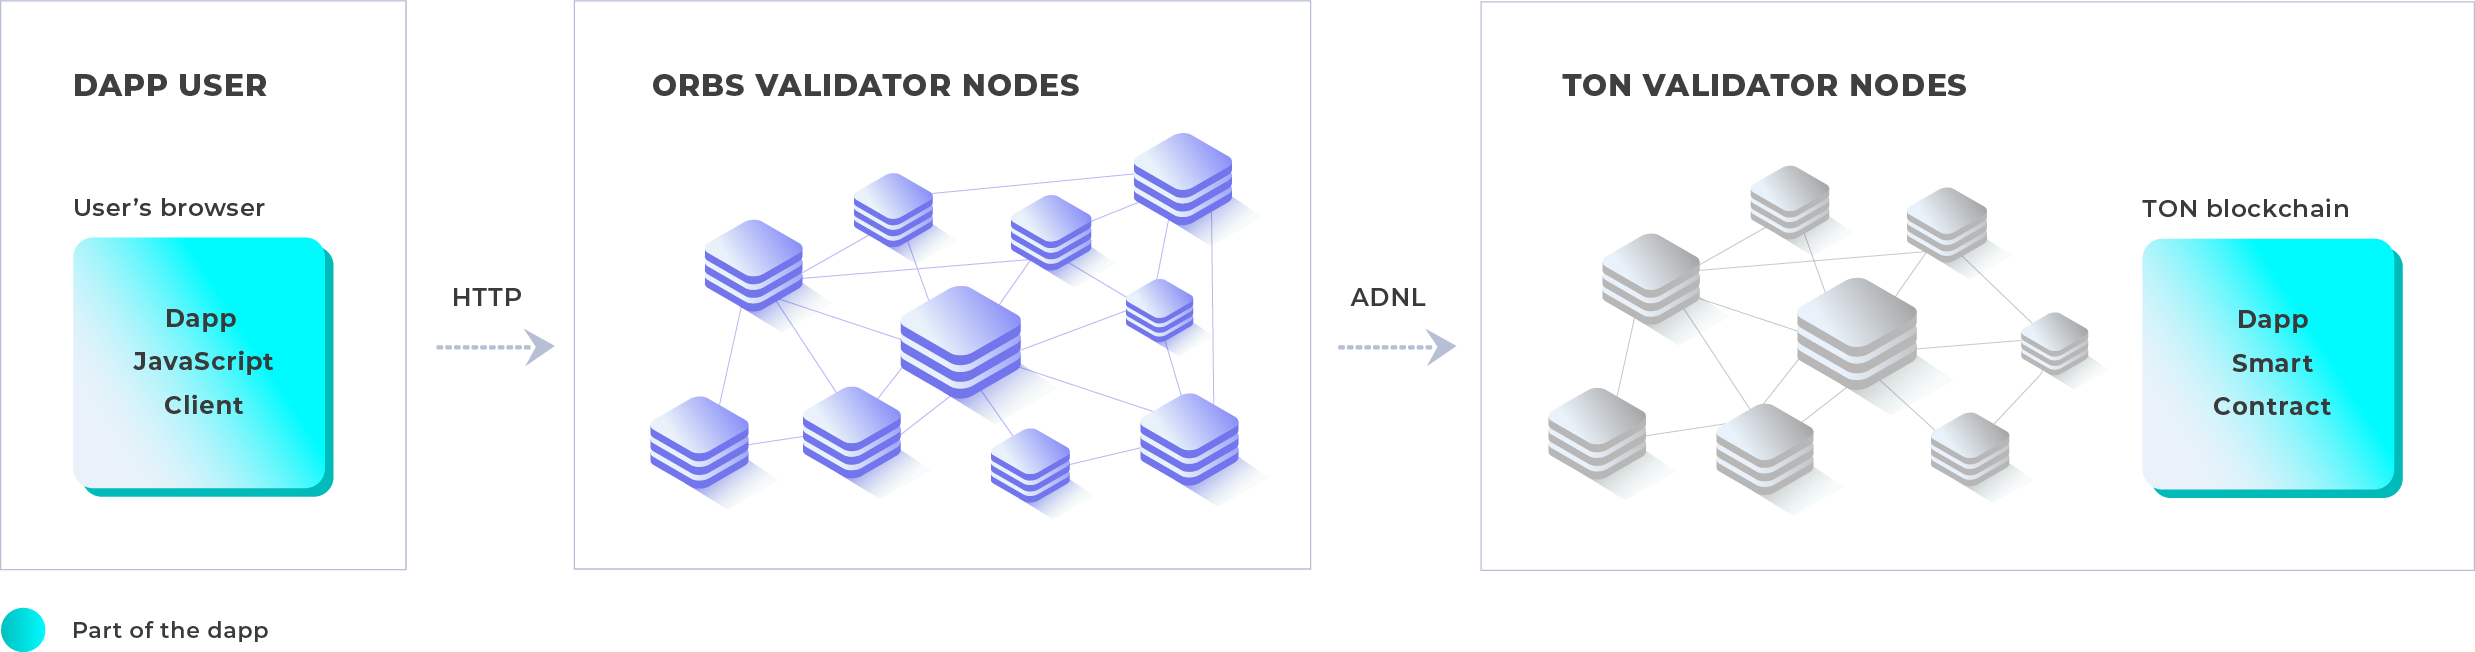 DAPP USER
User’s browser
Dapp
JavaScript
Client
HTTP
ORBS VALIDATOR NODES
ADNL
TON VALIDATOR NODES
TON blockchain
Dapp
Smart
Contract
Part of the dapp